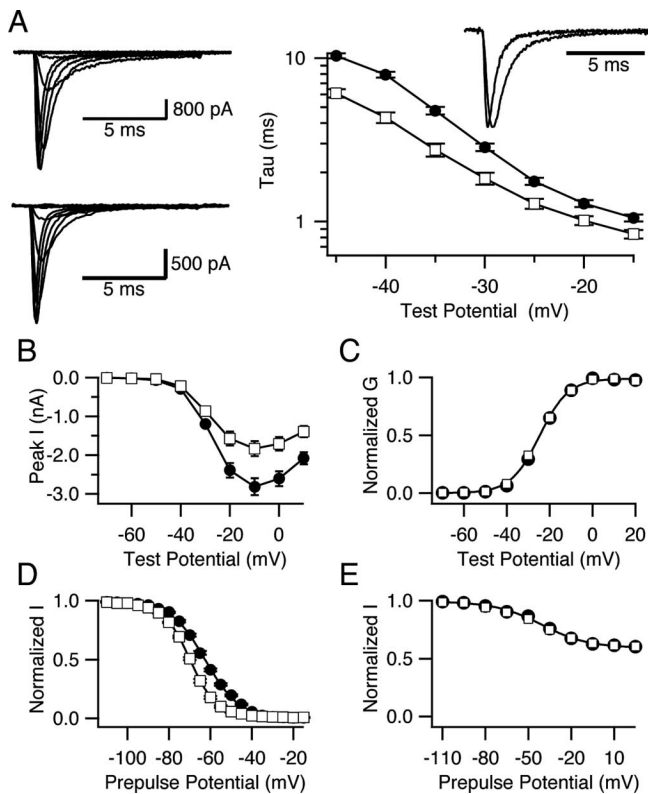 A
800 pA
5 ms
500 pA
5 ms
5 ms
10
1
Tau (ms)
-40 -30 -20
Test Potential (mV)
B
0.0
-1.0
-2.0
-3.0
Peak I (nA)
-60 -40 -20 0
Test Potential (mV)
C
1.0
0.5
0.0
Normalized G
-60 -40 -20 0 20
Test Potential (mV)
D
1.0
0.5
0.0
Normalized I
-100 -80 -60 -40 -20
Prepulse Potential (mV)
E
1.0
0.5
0.0
Normalized I
-110 -80 -50 -20 10
Prepulse Potential (mV)